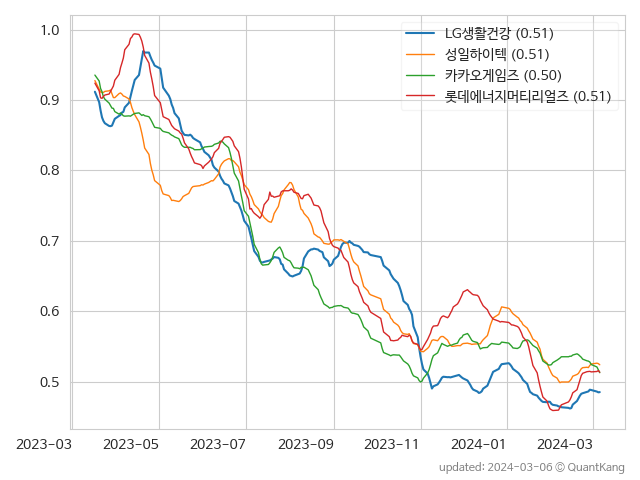 1.0
0.9
0.8
0.7
0.6
0.5
LG생활건강 (0.51)
성일하이텍 (0.51)
카카오게임즈 (0.50)
롯데에너지머티리얼즈 (0.51)
2023-03 2023-05 2023-07 2023-09 2023-11 2024-01 2024-03
updated: 2024-03-06 © QuantKang